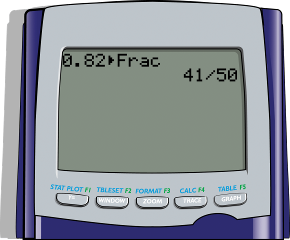 0.82▸Frac
41/50
STAT PLOT F1 TBLSET F2 FORMAT F3 CALC F4 TABLE F5
Y= WINDOW ZOOM TRACE GRAPH